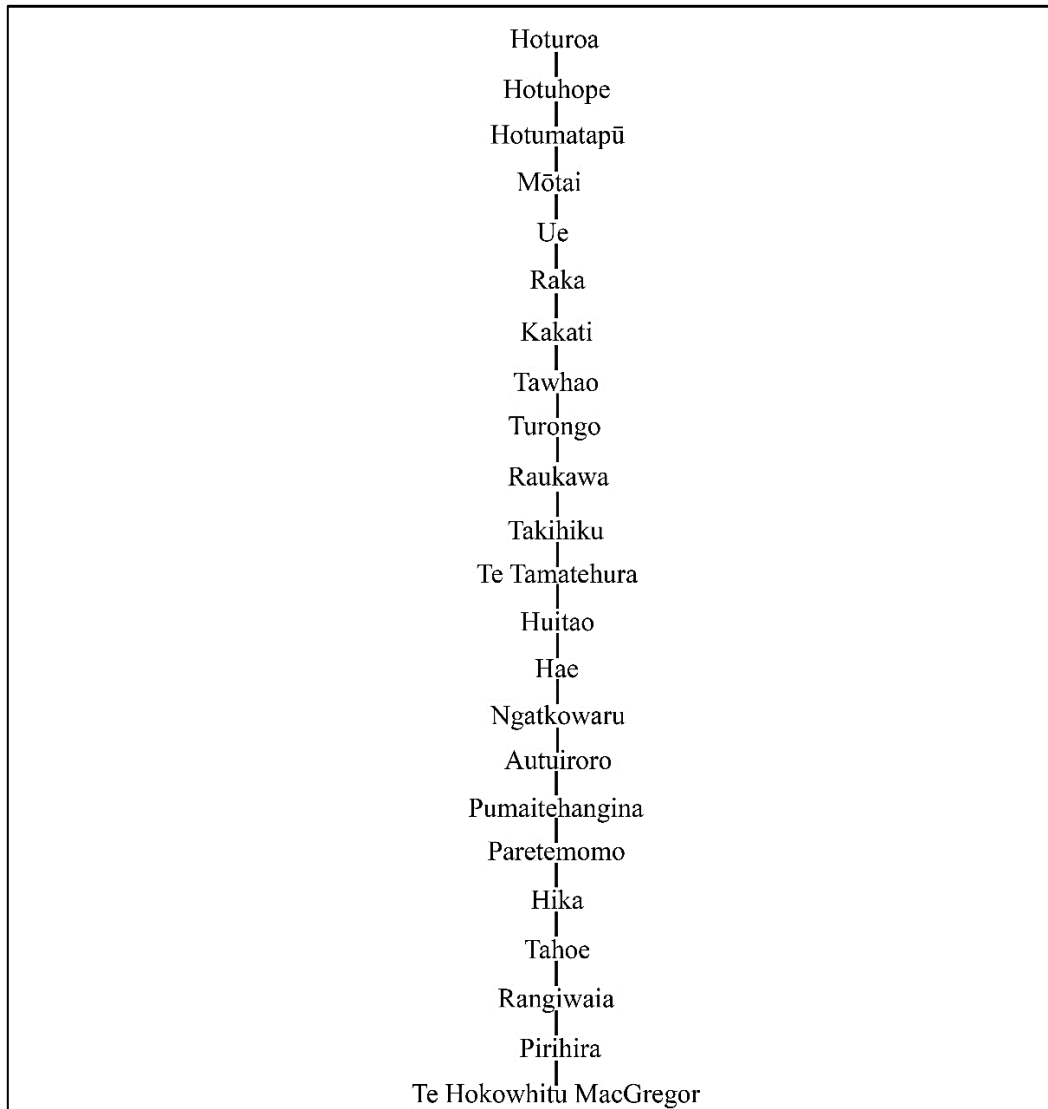 Hoturoa
Hotuhope
Hotumatapū
Mōtai
Ue
Raka
Kakati
Tawhao
Turongo
Raukawa
Takihiku
Te Tamatehura
Huitao
Hae
Ngatkowaru
Autuiroro
Pumaitehangina
Paretemomo
Hika
Tahoe
Rangiwaia
Pirihira
Te Hokowhitu MacGregor